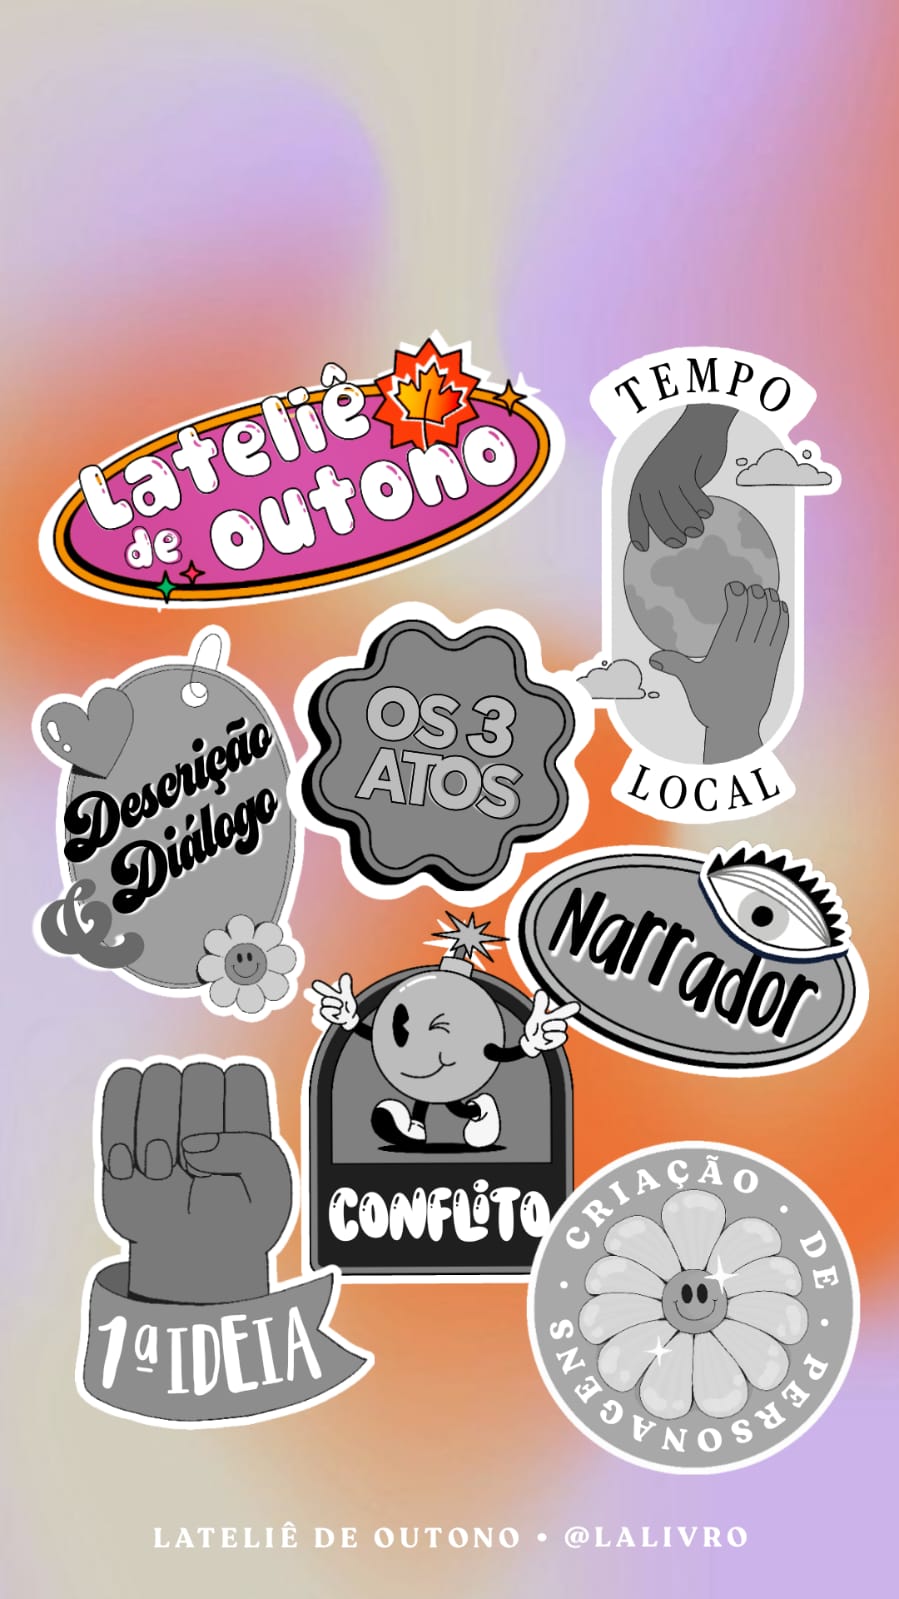 Lateliê
de outono
TEMPO
LOCAL
Descrição
&
Diálogo
OS 3
ATOS
Narrador
CONFLITO
1ª IDEIA
· CRIAÇÃO · DE · PERSONAGENS
LATELIÊ DE OUTONO • @LALIVRO